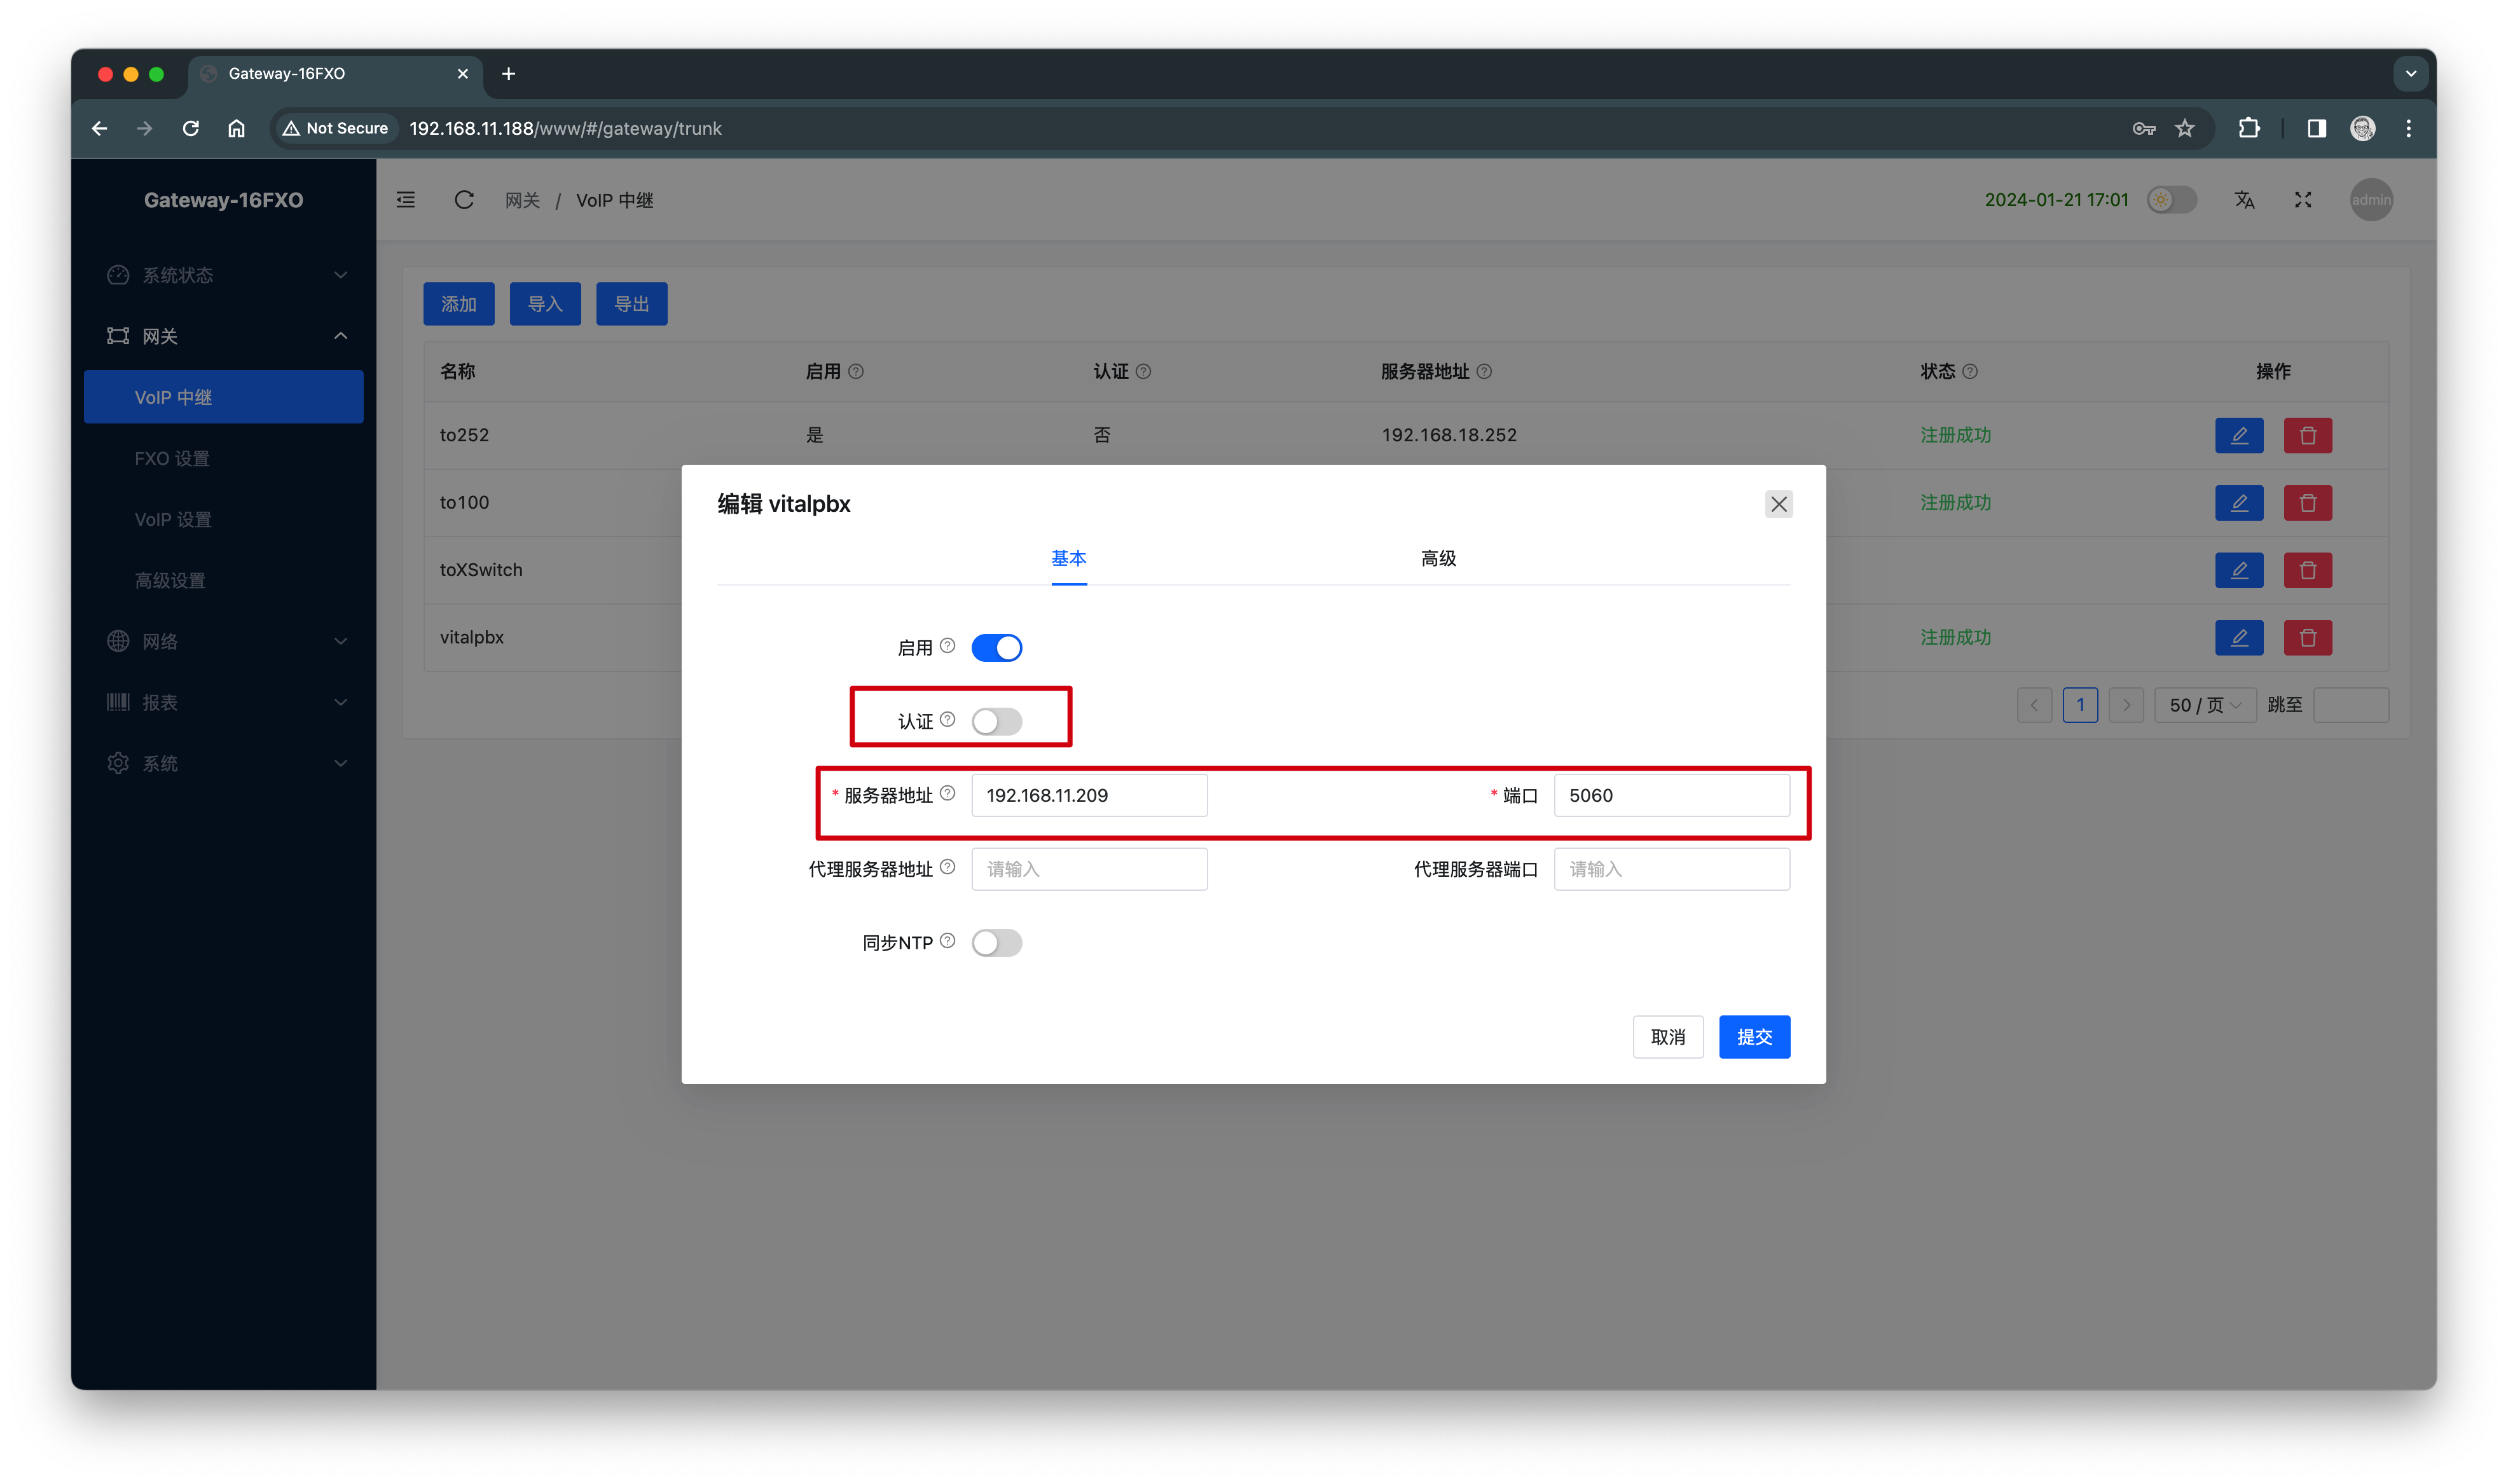 Gateway-16FXO
Not Secure 192.168.11.188/www/#/gateway/trunk
Gateway-16FXO
网关 / VoIP 中继
2024-01-21 17:01
admin
系统状态
网关
VoIP 中继
FXO 设置
VoIP 设置
高级设置
网络
报表
系统
添加 导入 导出
名称 启用 认证 服务器地址 状态 操作
to252 是 否 192.168.18.252 注册成功
to100 注册成功
toXSwitch
vitalpbx 注册成功
1 50 / 页 跳至
编辑 vitalpbx
基本 高级
启用
认证
* 服务器地址 192.168.11.209 * 端口 5060
代理服务器地址 请输入 代理服务器端口 请输入
同步NTP
取消 提交